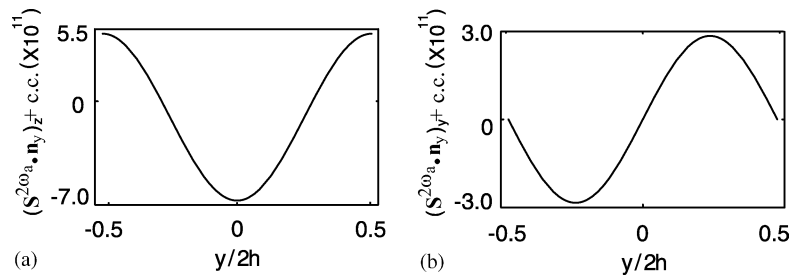 (S^2ωa•n_y)_z+ c.c.(X10^11)
5.5
0
-7.0
-0.5 0 0.5
y/2h
(a)
(S^2ωa•n_y)_y+ c.c.(X10^11)
3.0
0
-3.0
-0.5 0 0.5
y/2h
(b)